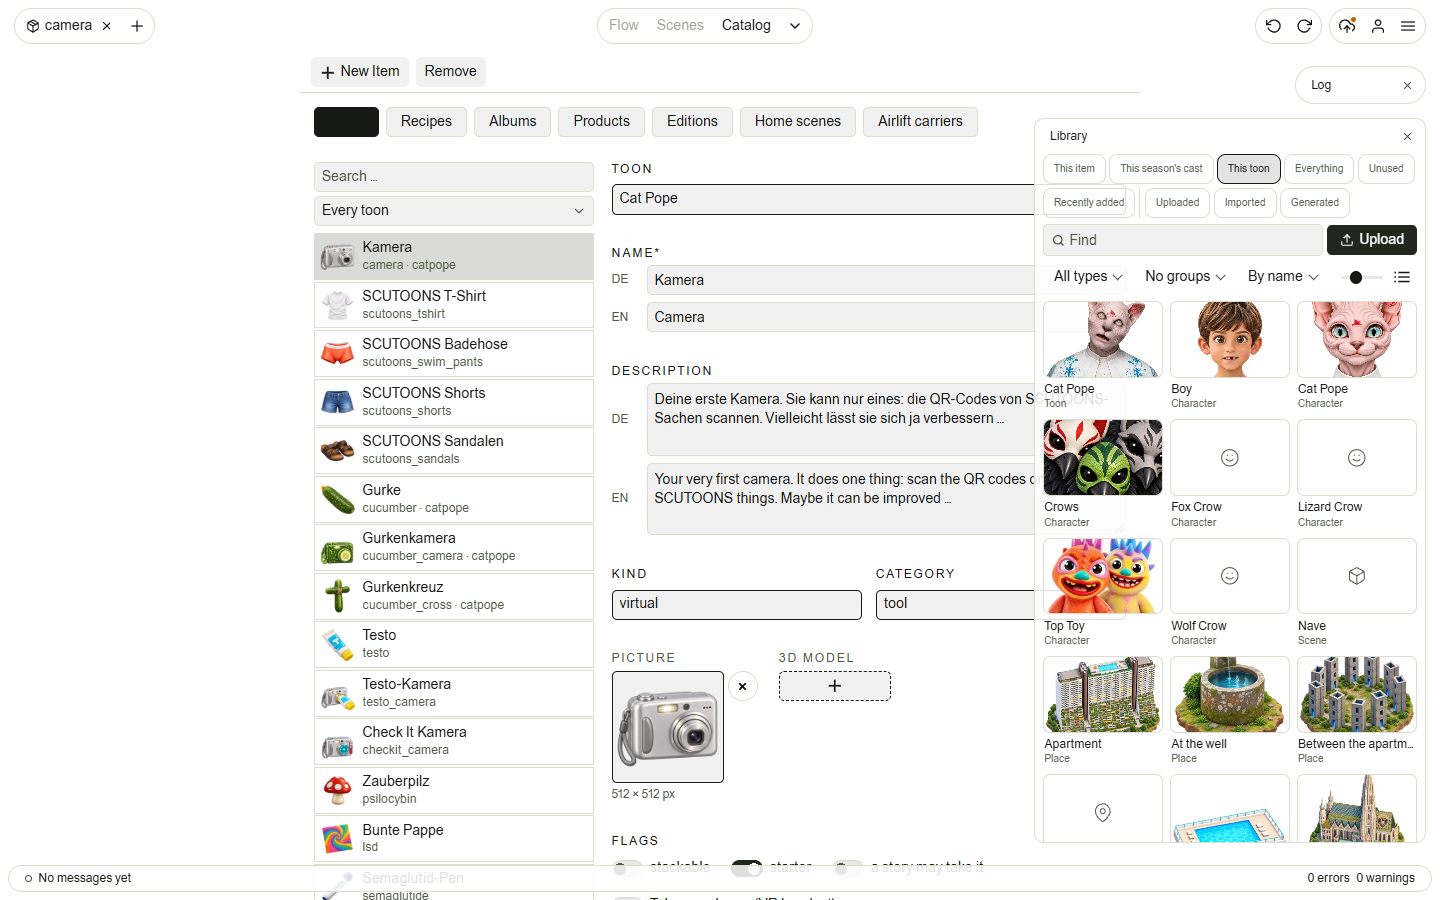 camera
Flow Scenes Catalog
New Item Remove
Log
Recipes Albums Products Editions Home scenes Airlift carriers
Search ...
Every toon
Kamera
camera · catpope
SCUTOONS T-Shirt
scutoons_tshirt
SCUTOONS Badehose
scutoons_swim_pants
SCUTOONS Shorts
scutoons_shorts
SCUTOONS Sandalen
scutoons_sandals
Gurke
cucumber · catpope
Gurkenkamera
cucumber_camera · catpope
Gurkenkreuz
cucumber_cross · catpope
Testo
testo
Testo-Kamera
testo_camera
Check It Kamera
checkit_camera
Zauberpilz
psilocybin
Bunte Pappe
lsd
Semaglutid-Pen
semaglutide
TOON
Cat Pope
NAME*
DE Kamera
EN Camera
DESCRIPTION
DE
Deine erste Kamera. Sie kann nur eines: die QR-Codes von SCUTOONS-
Sachen scannen. Vielleicht lässt sie sich ja verbessern ...
EN
Your very first camera. It does one thing: scan the QR codes
SCUTOONS things. Maybe it can be improved ...
KIND CATEGORY
virtual tool
PICTURE 3D MODEL
512 × 512 px
FLAGS
stackable starter a story may take it
Library
This item This season's cast This toon Everything Unused
Recently added Uploaded Imported Generated
Find Upload
All types No groups By name
Cat Pope Boy Cat Pope
Toon Character Character
Crows Fox Crow Lizard Crow
Character Character Character
Top Toy Wolf Crow Nave
Character Character Scene
Apartment At the well Between the apartm...
Place Place Place
No messages yet
0 errors 0 warnings